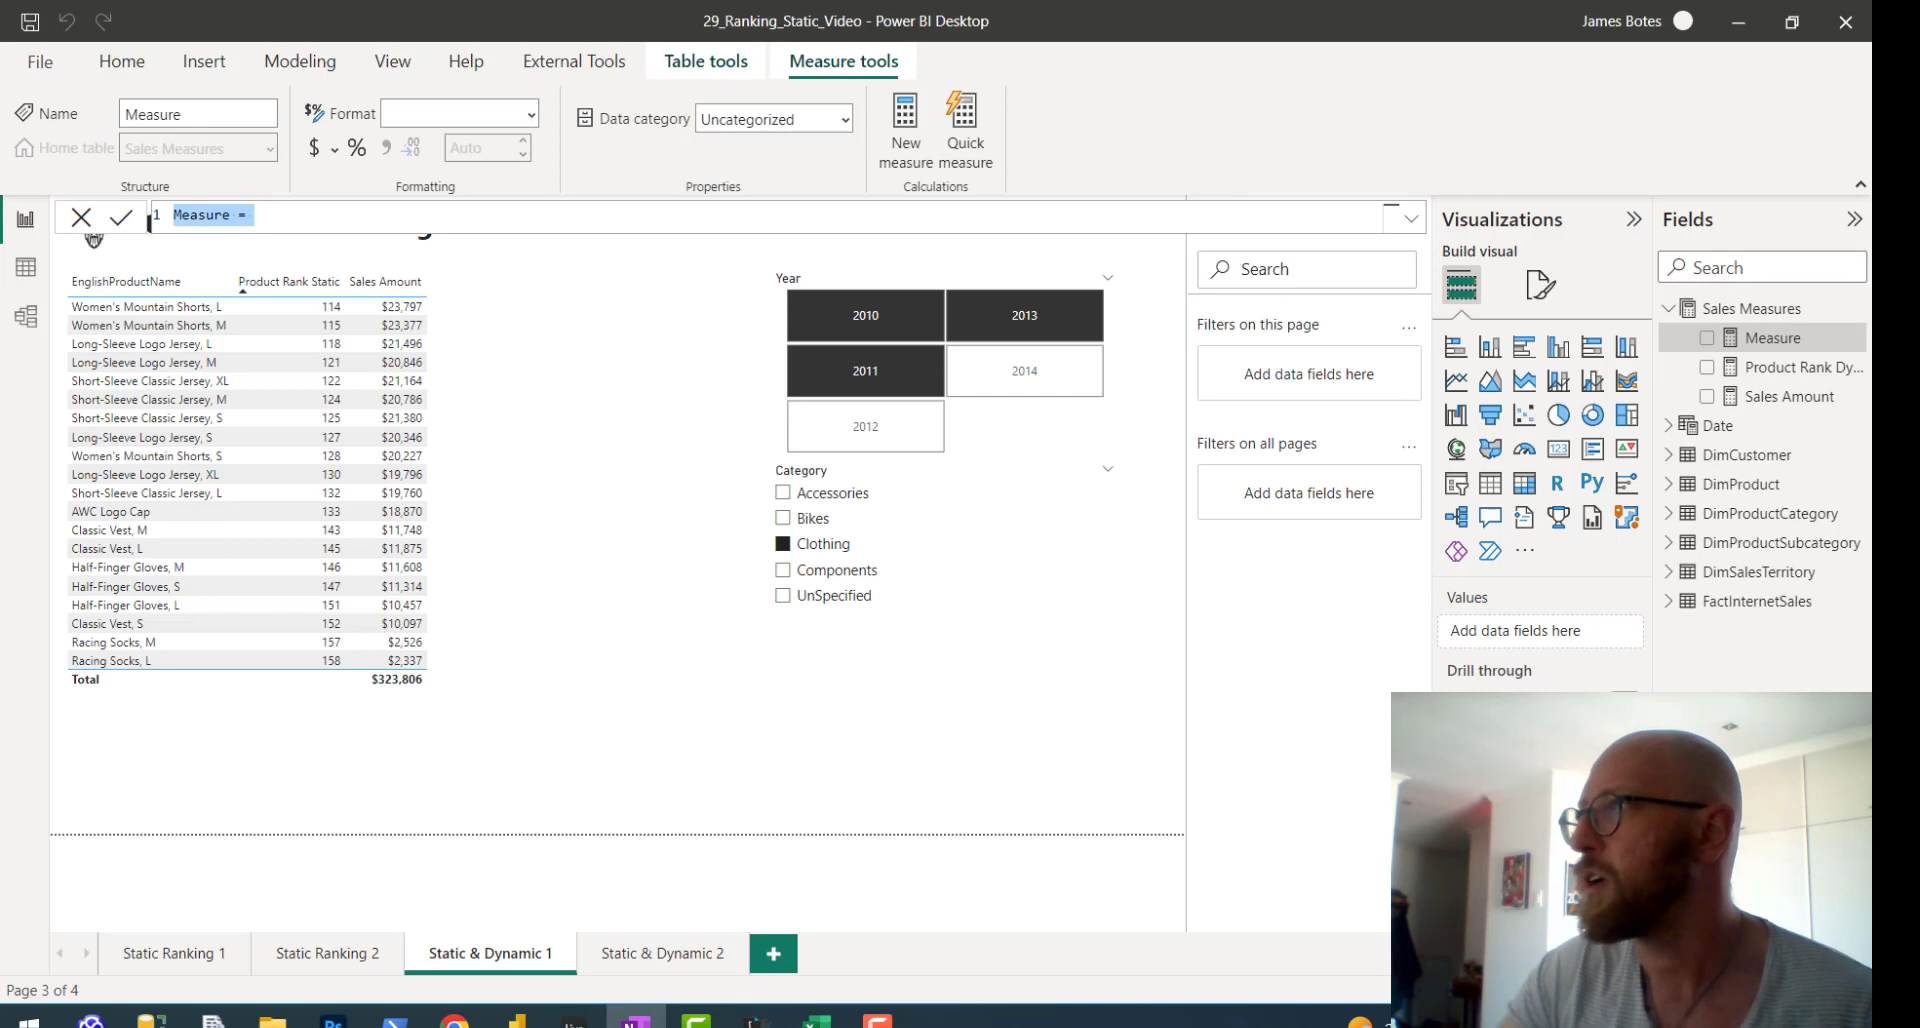 29_Ranking_Static_Video - Power BI Desktop
James Botes
File Home Insert Modeling View Help External Tools Table tools Measure tools
Name Measure
Home table Sales Measures
Structure
$% Format
$ % , .00 →.0 Auto
Formatting
Data category Uncategorized
Properties
New measure
Quick measure
Calculations
1 Measure =
EnglishProductName Product Rank Static Sales Amount
Women's Mountain Shorts, L 114 $23,797
Women's Mountain Shorts, M 115 $23,377
Long-Sleeve Logo Jersey, L 118 $21,496
Long-Sleeve Logo Jersey, M 121 $20,846
Short-Sleeve Classic Jersey, XL 122 $21,164
Short-Sleeve Classic Jersey, M 124 $20,786
Short-Sleeve Classic Jersey, S 125 $21,380
Long-Sleeve Logo Jersey, S 127 $20,346
Women's Mountain Shorts, S 128 $20,227
Long-Sleeve Logo Jersey, XL 130 $19,796
Short-Sleeve Classic Jersey, L 132 $19,760
AWC Logo Cap 133 $18,870
Classic Vest, M 143 $11,748
Classic Vest, L 145 $11,875
Half-Finger Gloves, M 146 $11,608
Half-Finger Gloves, S 147 $11,314
Half-Finger Gloves, L 151 $10,457
Classic Vest, S 152 $10,097
Racing Socks, M 157 $2,526
Racing Socks, L 158 $2,337
Total $323,806
Year
2010 2013
2011 2014
2012
Category
Accessories
Bikes
Clothing
Components
UnSpecified
Search
Filters on this page ...
Add data fields here
Filters on all pages ...
Add data fields here
Visualizations
Build visual
123
R Py
...
Values
Add data fields here
Drill through
Fields
Search
Sales Measures
Measure
Product Rank Dy...
Sales Amount
Date
DimCustomer
DimProduct
DimProductCategory
DimProductSubcategory
DimSalesTerritory
FactInternetSales
Static Ranking 1 Static Ranking 2 Static & Dynamic 1 Static & Dynamic 2 +
Page 3 of 4
Ps